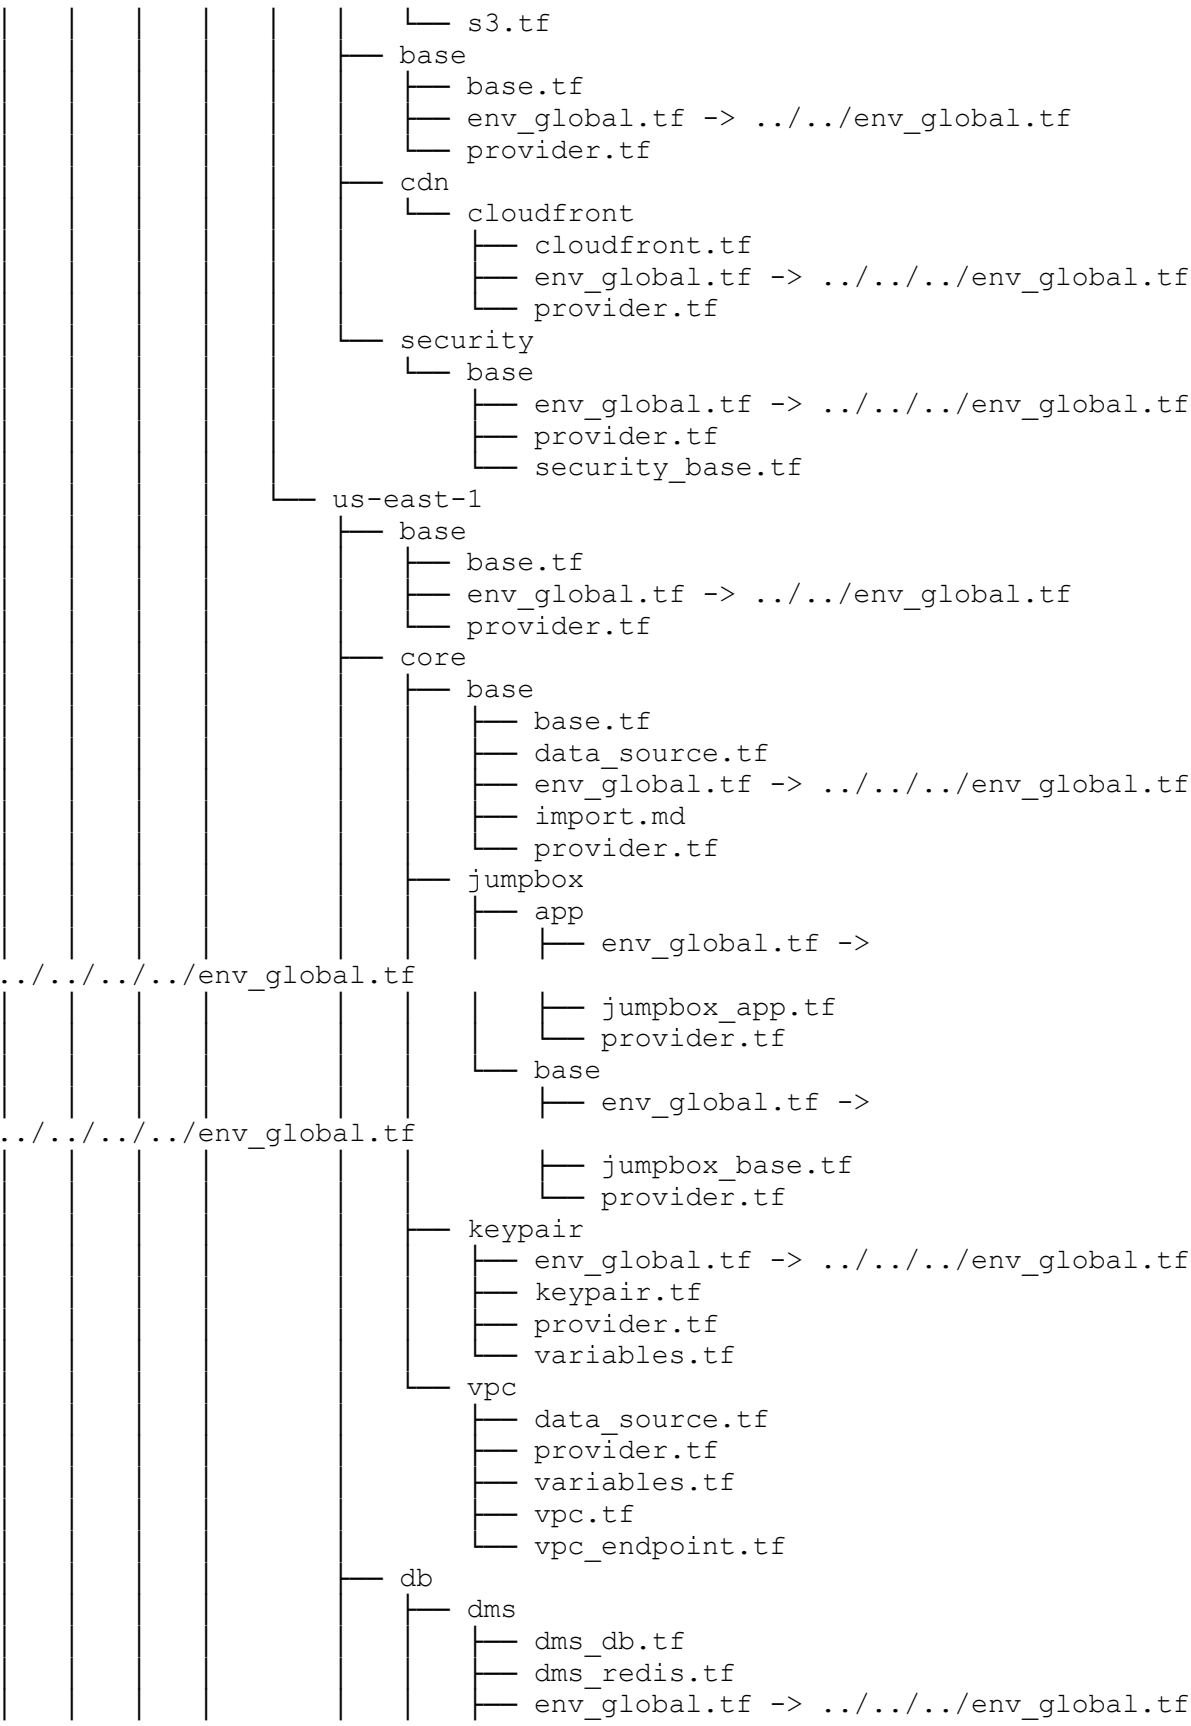 │   │   │   │   │   │   └── s3.tf
│   │   │   │   │   ├── base
│   │   │   │   │   │   ├── base.tf
│   │   │   │   │   │   ├── env_global.tf -> ../../env_global.tf
│   │   │   │   │   │   └── provider.tf
│   │   │   │   │   ├── cdn
│   │   │   │   │   │   └── cloudfront
│   │   │   │   │   │       ├── cloudfront.tf
│   │   │   │   │   │       ├── env_global.tf -> ../../../env_global.tf
│   │   │   │   │   │       └── provider.tf
│   │   │   │   │   └── security
│   │   │   │   │       └── base
│   │   │   │   │           ├── env_global.tf -> ../../../env_global.tf
│   │   │   │   │           ├── provider.tf
│   │   │   │   │           └── security_base.tf
│   │   │   │   └── us-east-1
│   │   │   │       ├── base
│   │   │   │       │   ├── base.tf
│   │   │   │       │   ├── env_global.tf -> ../../env_global.tf
│   │   │   │       │   └── provider.tf
│   │   │   │       ├── core
│   │   │   │       │   ├── base
│   │   │   │       │   │   ├── base.tf
│   │   │   │       │   │   ├── data_source.tf
│   │   │   │       │   │   ├── env_global.tf -> ../../../env_global.tf
│   │   │   │       │   │   ├── import.md
│   │   │   │       │   │   └── provider.tf
│   │   │   │       │   ├── jumpbox
│   │   │   │       │   │   ├── app
│   │   │   │       │   │   │   ├── env_global.tf ->
../../../../env_global.tf
│   │   │   │       │   │   │   ├── jumpbox_app.tf
│   │   │   │       │   │   │   └── provider.tf
│   │   │   │       │   │   └── base
│   │   │   │       │   │       ├── env_global.tf ->
../../../../env_global.tf
│   │   │   │       │   │       ├── jumpbox_base.tf
│   │   │   │       │   │       └── provider.tf
│   │   │   │       │   ├── keypair
│   │   │   │       │   │   ├── env_global.tf -> ../../../env_global.tf
│   │   │   │       │   │   ├── keypair.tf
│   │   │   │       │   │   ├── provider.tf
│   │   │   │       │   │   └── variables.tf
│   │   │   │       │   └── vpc
│   │   │   │       │       ├── data_source.tf
│   │   │   │       │       ├── provider.tf
│   │   │   │       │       ├── variables.tf
│   │   │   │       │       ├── vpc.tf
│   │   │   │       │       └── vpc_endpoint.tf
│   │   │   │       ├── db
│   │   │   │       │   ├── dms
│   │   │   │       │   │   ├── dms_db.tf
│   │   │   │       │   │   ├── dms_redis.tf
│   │   │   │       │   │   ├── env_global.tf -> ../../../env_global.tf